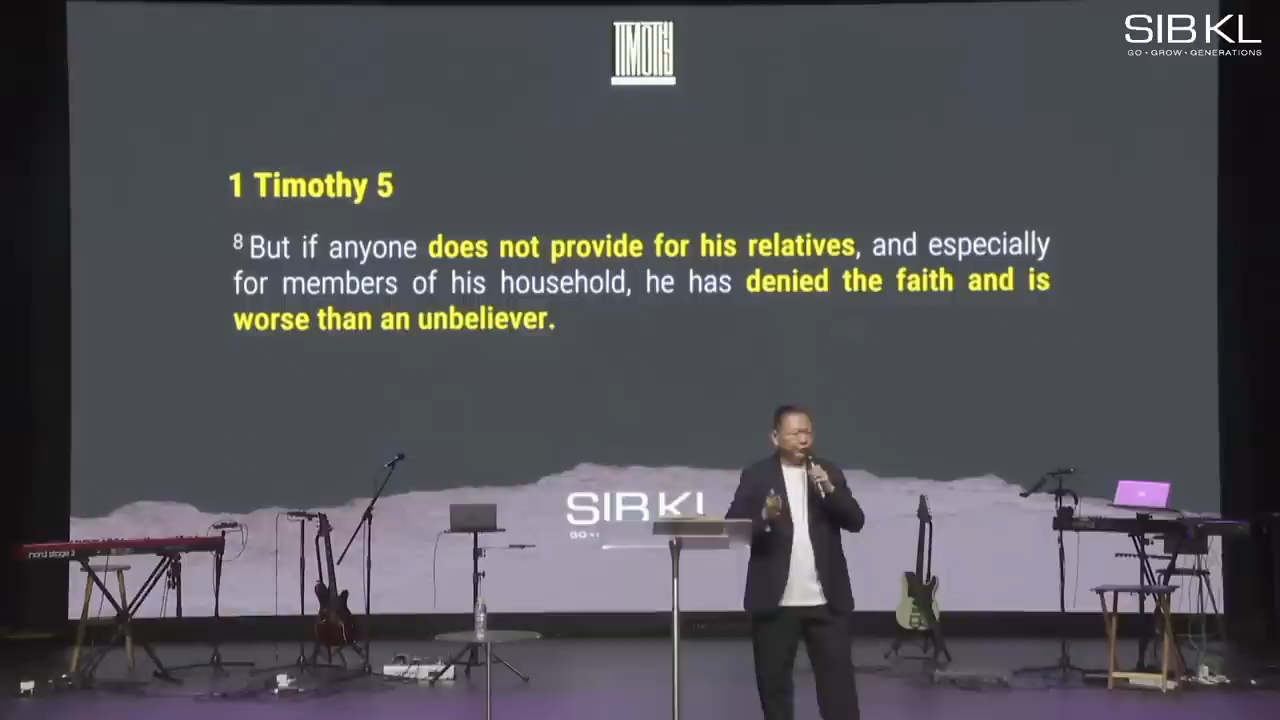 TIMOTHY
SIBKL
GO • GROW • GENERATIONS
1 Timothy 5
8 But if anyone does not provide for his relatives, and especially
for members of his household, he has denied the faith and is
worse than an unbeliever.
SIBKL
GO •
nord stage 3